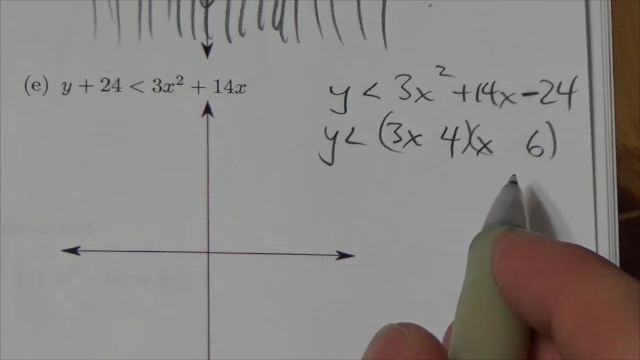 (e) y + 24 < 3x² + 14x
y < 3x² + 14x - 24
y < (3x 4)(x 6)